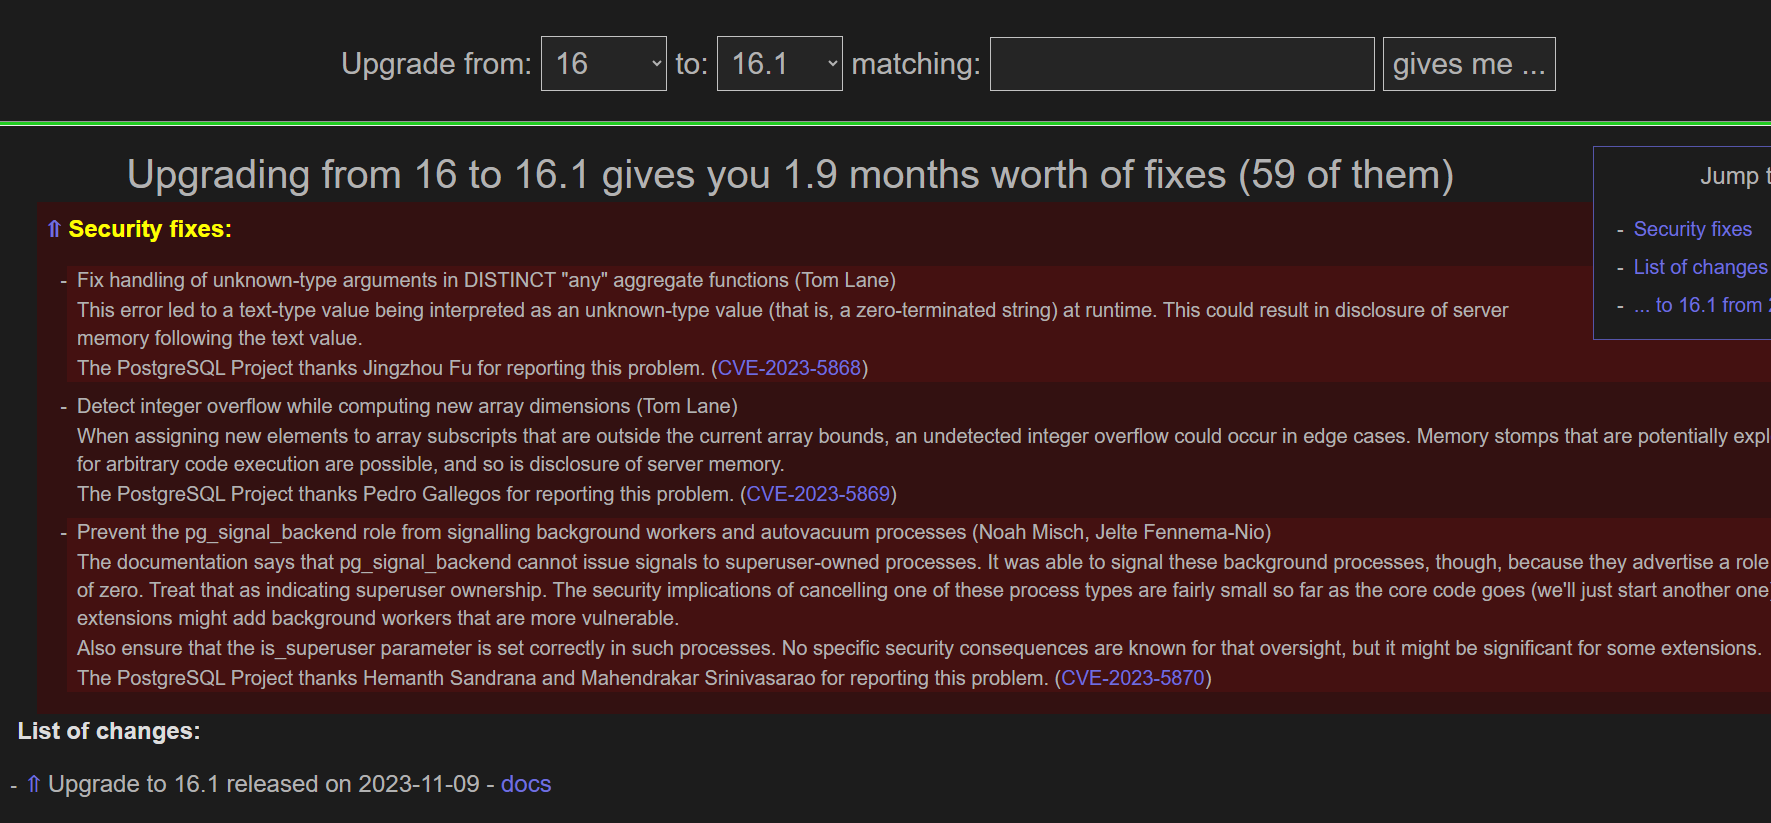 Upgrade from: 16 to: 16.1 matching: gives me ...
Upgrading from 16 to 16.1 gives you 1.9 months worth of fixes (59 of them)
Jump
⇑ Security fixes:
- Security fixes
- List of changes
- ... to 16.1 from
- Fix handling of unknown-type arguments in DISTINCT "any" aggregate functions (Tom Lane)
This error led to a text-type value being interpreted as an unknown-type value (that is, a zero-terminated string) at runtime. This could result in disclosure of server
memory following the text value.
The PostgreSQL Project thanks Jingzhou Fu for reporting this problem. (CVE-2023-5868)
- Detect integer overflow while computing new array dimensions (Tom Lane)
When assigning new elements to array subscripts that are outside the current array bounds, an undetected integer overflow could occur in edge cases. Memory stomps that are potentially
for arbitrary code execution are possible, and so is disclosure of server memory.
The PostgreSQL Project thanks Pedro Gallegos for reporting this problem. (CVE-2023-5869)
- Prevent the pg_signal_backend role from signalling background workers and autovacuum processes (Noah Misch, Jelte Fennema-Nio)
The documentation says that pg_signal_backend cannot issue signals to superuser-owned processes. It was able to signal these background processes, though, because they advertise a role
of zero. Treat that as indicating superuser ownership. The security implications of cancelling one of these process types are fairly small so far as the core code goes (we'll just start another one)
extensions might add background workers that are more vulnerable.
Also ensure that the is_superuser parameter is set correctly in such processes. No specific security consequences are known for that oversight, but it might be significant for some extensions.
The PostgreSQL Project thanks Hemanth Sandrana and Mahendrakar Srinivasarao for reporting this problem. (CVE-2023-5870)
List of changes:
- ⇑ Upgrade to 16.1 released on 2023-11-09 - docs